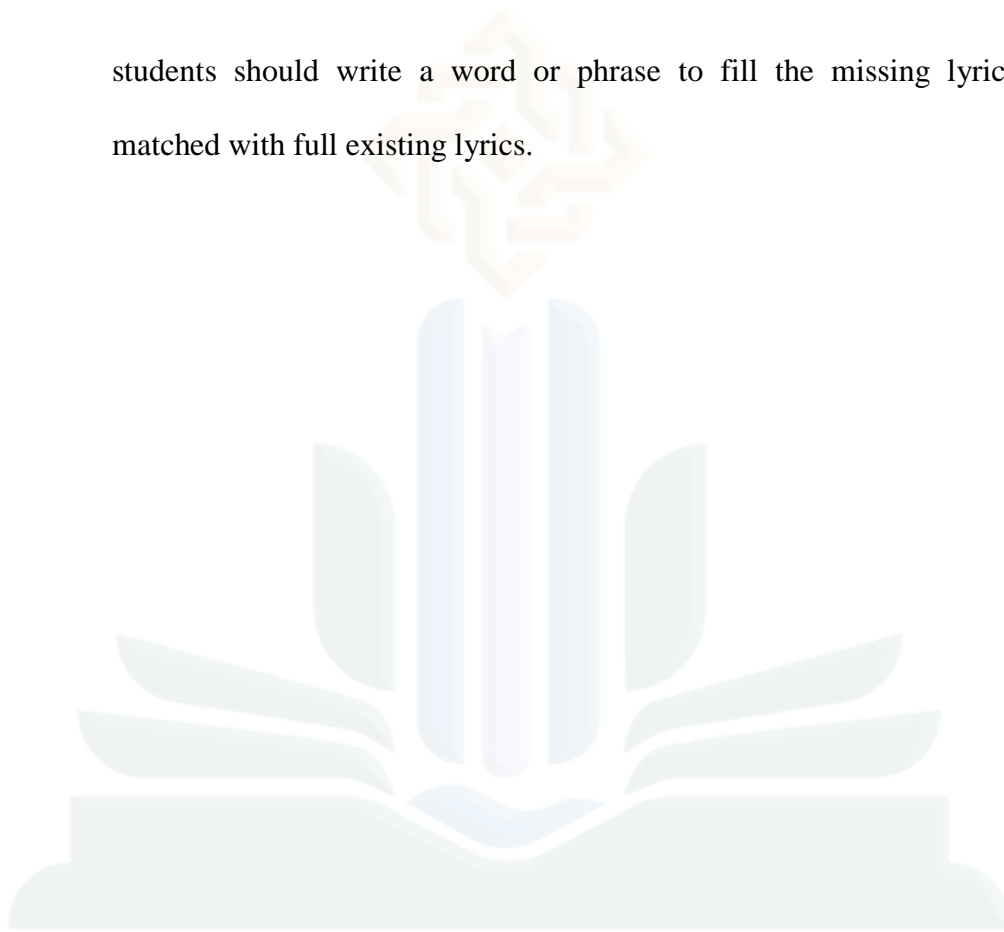 students should write a word or phrase to fill the missing lyric
matched with full existing lyrics.